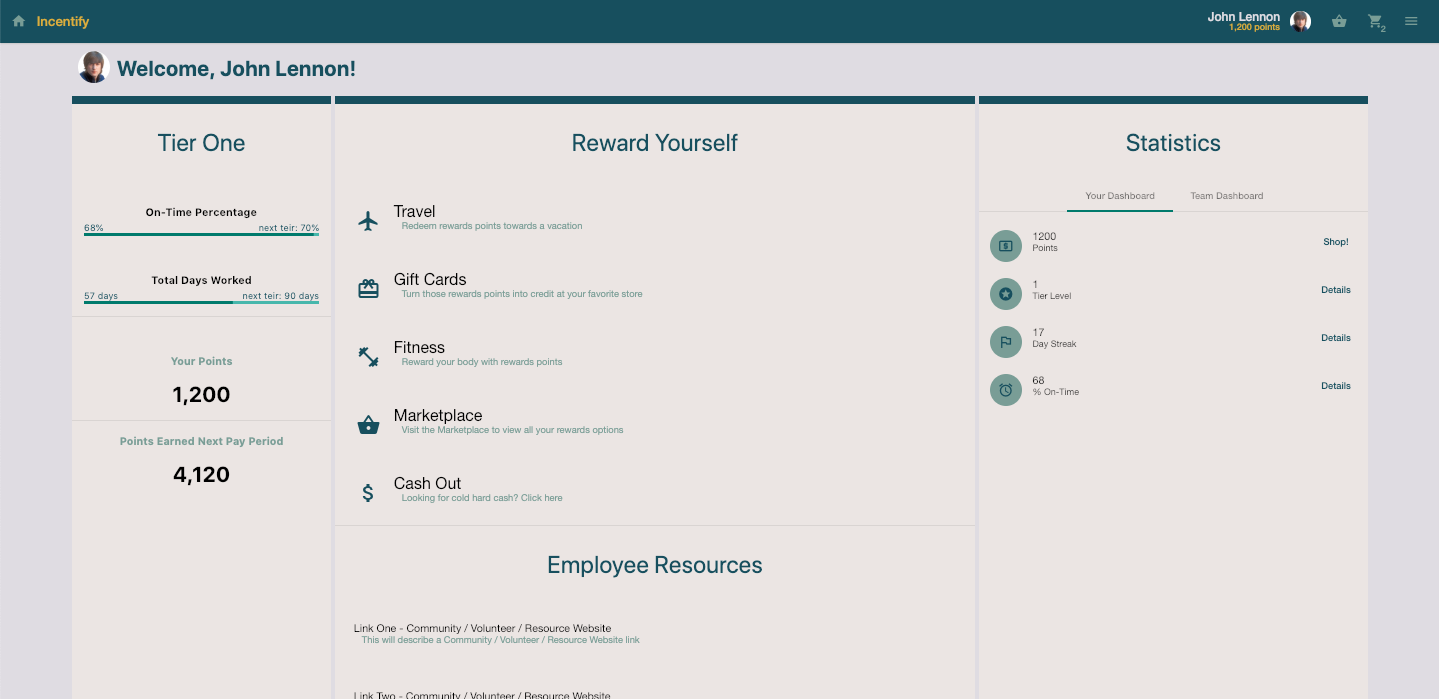 Incentify
John Lennon
1,200 points
2
Welcome, John Lennon!
Tier One
On-Time Percentage
68% next teir: 70%
Total Days Worked
57 days next teir: 90 days
Your Points
1,200
Points Earned Next Pay Period
4,120
Reward Yourself
Travel
Redeem rewards points towards a vacation
Gift Cards
Turn those rewards points into credit at your favorite store
Fitness
Reward your body with rewards points
Marketplace
Visit the Marketplace to view all your rewards options
Cash Out
Looking for cold hard cash? Click here
Employee Resources
Link One - Community / Volunteer / Resource Website
This will describe a Community / Volunteer / Resource Website link
Link Two - Community / Volunteer / Resource Website
Statistics
Your Dashboard Team Dashboard
1200
Points
Shop!
1
Tier Level
Details
17
Day Streak
Details
68
% On-Time
Details